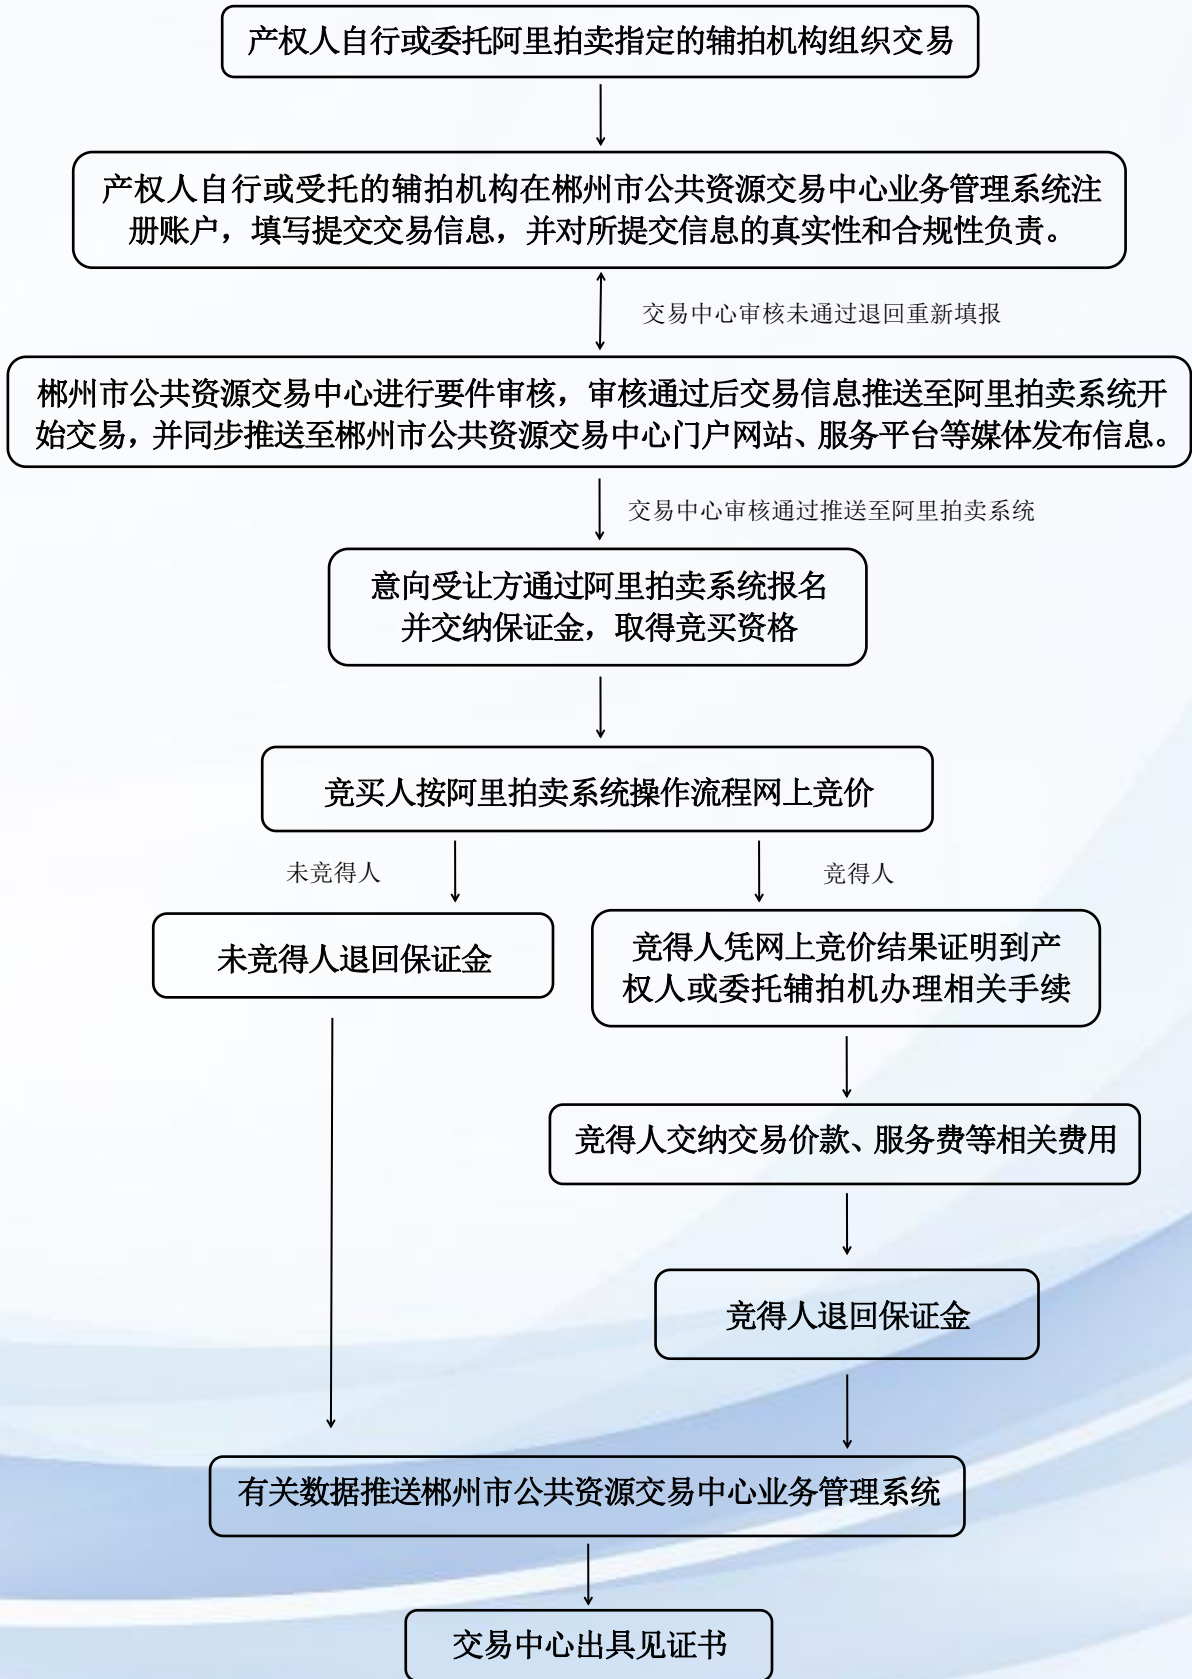 产权人自行或委托阿里拍卖指定的辅拍机构组织交易
产权人自行或受托的辅拍机构在郴州市公共资源交易中心业务管理系统注
册账户，填写提交交易信息，并对所提交信息的真实性和合规性负责。
交易中心审核未通过退回重新填报
郴州市公共资源交易中心进行要件审核，审核通过后交易信息推送至阿里拍卖系统开
始交易，并同步推送至郴州市公共资源交易中心门户网站、服务平台等媒体发布信息。
交易中心审核通过推送至阿里拍卖系统
意向受让方通过阿里拍卖系统报名
并交纳保证金，取得竞买资格
竞买人按阿里拍卖系统操作流程网上竞价
未竞得人
竞得人
未竞得人退回保证金
竞得人凭网上竞价结果证明到产
权人或委托辅拍机办理相关手续
竞得人交纳交易价款、服务费等相关费用
竞得人退回保证金
有关数据推送郴州市公共资源交易中心业务管理系统
交易中心出具见证书